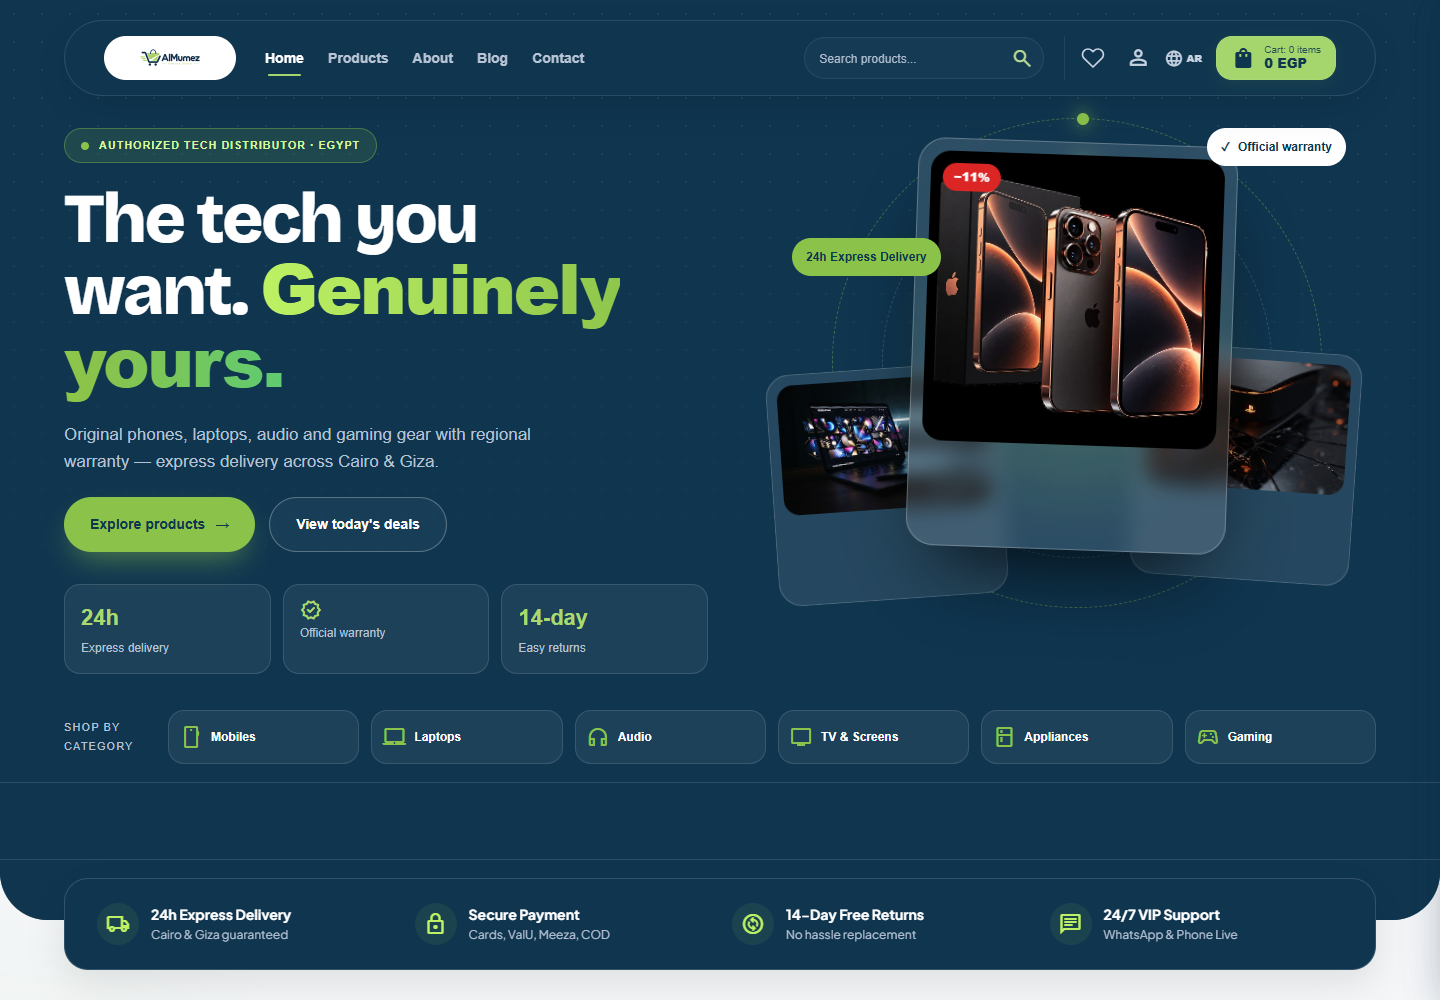 AlMumez
Home
Products
About
Blog
Contact
Search products...
AR
Cart: 0 items
0 EGP
AUTHORIZED TECH DISTRIBUTOR · EGYPT
The tech you
want. Genuinely
yours.
Original phones, laptops, audio and gaming gear with regional
warranty — express delivery across Cairo & Giza.
Explore products →
View today's deals
24h
Express delivery
Official warranty
14-day
Easy returns
✓ Official warranty
−11%
24h Express Delivery
SHOP BY
CATEGORY
Mobiles
Laptops
Audio
TV & Screens
Appliances
Gaming
24h Express Delivery
Cairo & Giza guaranteed
Secure Payment
Cards, ValU, Meeza, COD
14-Day Free Returns
No hassle replacement
24/7 VIP Support
WhatsApp & Phone Live